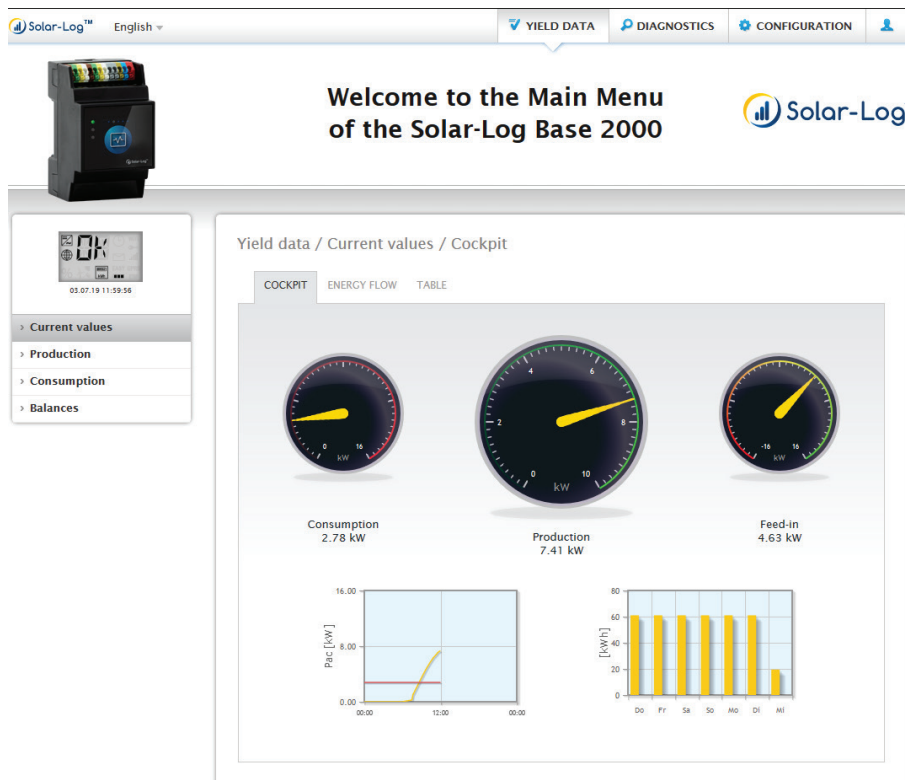 Solar-Log™ English YIELD DATA DIAGNOSTICS CONFIGURATION
Welcome to the Main Menu
of the Solar-Log Base 2000
Solar-Log
OK
03.07.19 11:59:56
Current values
Production
Consumption
Balances
Yield data / Current values / Cockpit
COCKPIT ENERGY FLOW TABLE
0 16
kW
Consumption
2.78 kW
4 6
2 8
0 10
kW
Production
7.41 kW
-16 16
kW
Feed-in
4.63 kW
Pac [kW]
16.00
8.00
0.00
00:00 12:00 00:00
[kWh]
80
60
40
20
0
Do Fr Sa So Mo Di Mi